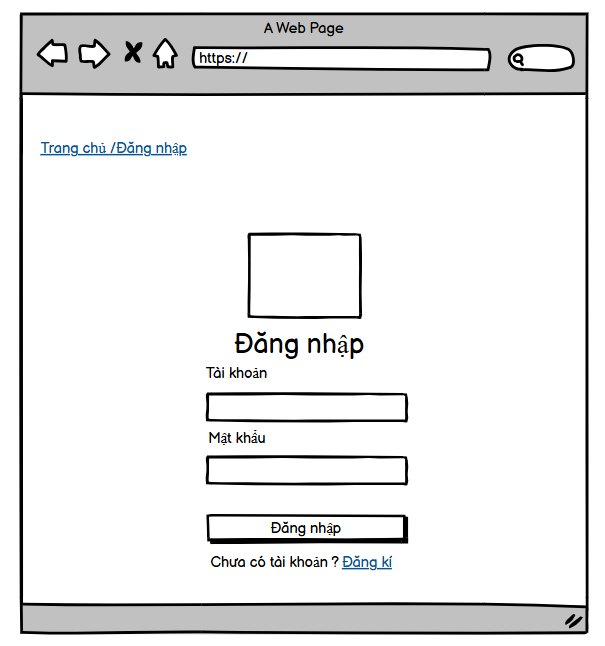 A Web Page
https://
Trang chủ /Đăng nhập
Đăng nhập
Tài khoản
Mật khẩu
Đăng nhập
Chưa có tài khoản ? Đăng kí